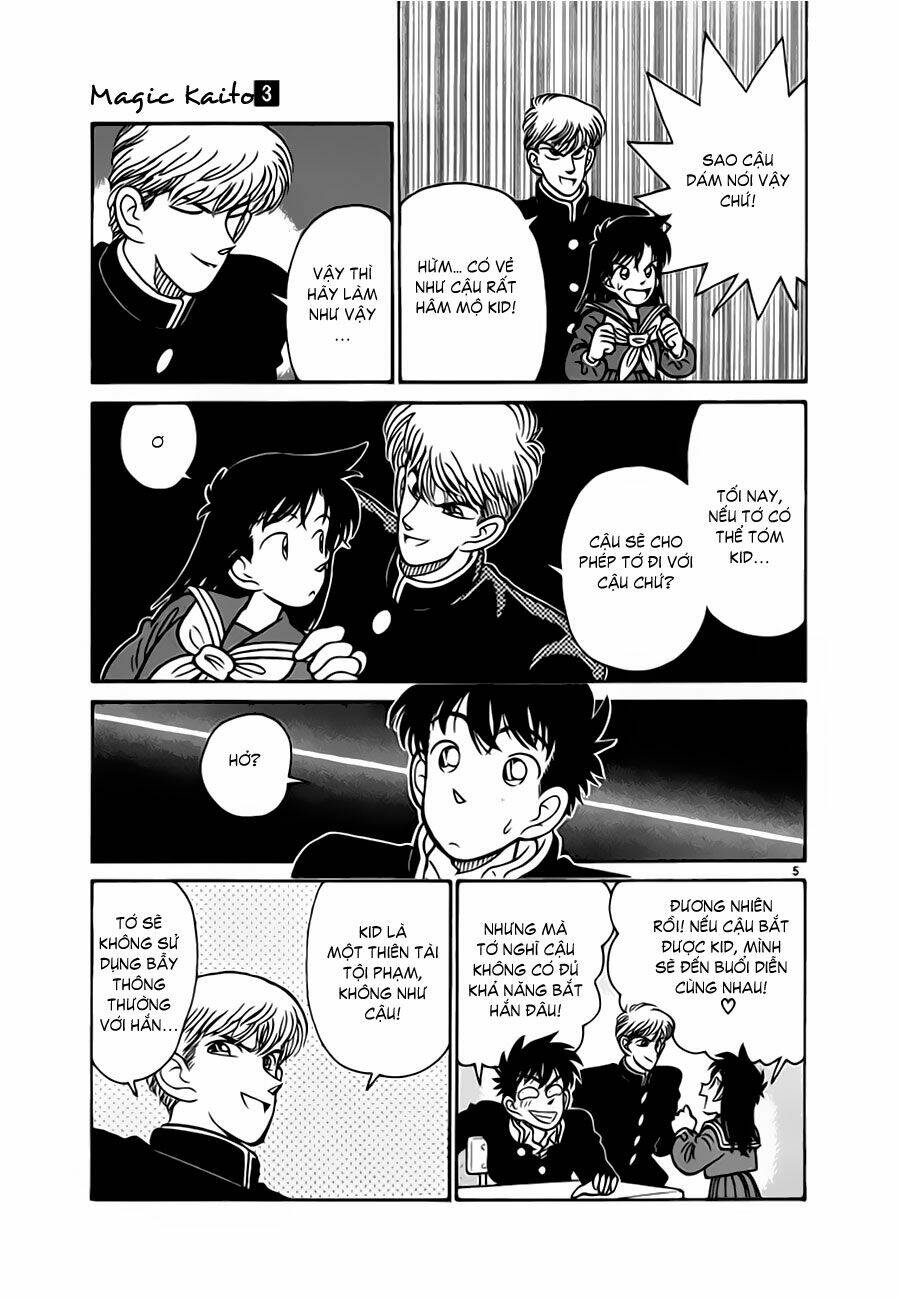 Magic Kaito 3
SAO CẬU
DÁM NÓI VẬY
CHỨ!
HỪM... CÓ VẺ
NHƯ CẬU RẤT
HÂM MỘ KID!
VẬY THÌ
HÃY LÀM
NHƯ VẬY
...
TỐI NAY,
NẾU TỚ CÓ
THỂ TÓM
KID...
CẬU SẼ CHO
PHÉP TỚ ĐI VỚI
CẬU CHỨ?
Ơ
HỞ?
5
ĐƯƠNG NHIÊN
RỒI! NẾU CẬU BẮT
ĐƯỢC KID, MÌNH
SẼ ĐẾN BUỔI DIỄN
CÙNG NHAU!
♡
NHƯNG MÀ
TỚ NGHĨ CẬU
KHÔNG CÓ ĐỦ
KHẢ NĂNG BẮT
HẮN ĐÂU!
KID LÀ
MỘT THIÊN TÀI
TỘI PHẠM,
KHÔNG NHƯ
CẬU!
TỚ SẼ
KHÔNG SỬ
DỤNG BẪY
THÔNG
THƯỜNG
VỚI HẮN...